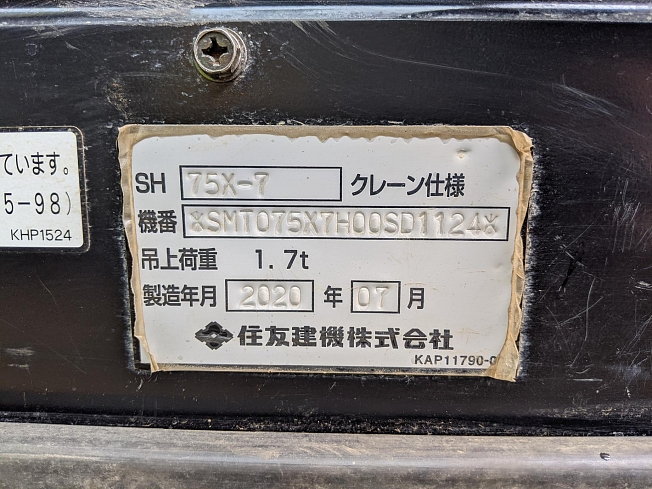 ています。
5-98)
KHP1524
SH 75X-7 クレーン仕様
機番 *SMT075X7H00SD1124*
吊上荷重 1.7t
製造年月 2020 年 07 月
住友建機株式会社
KAP11790-0